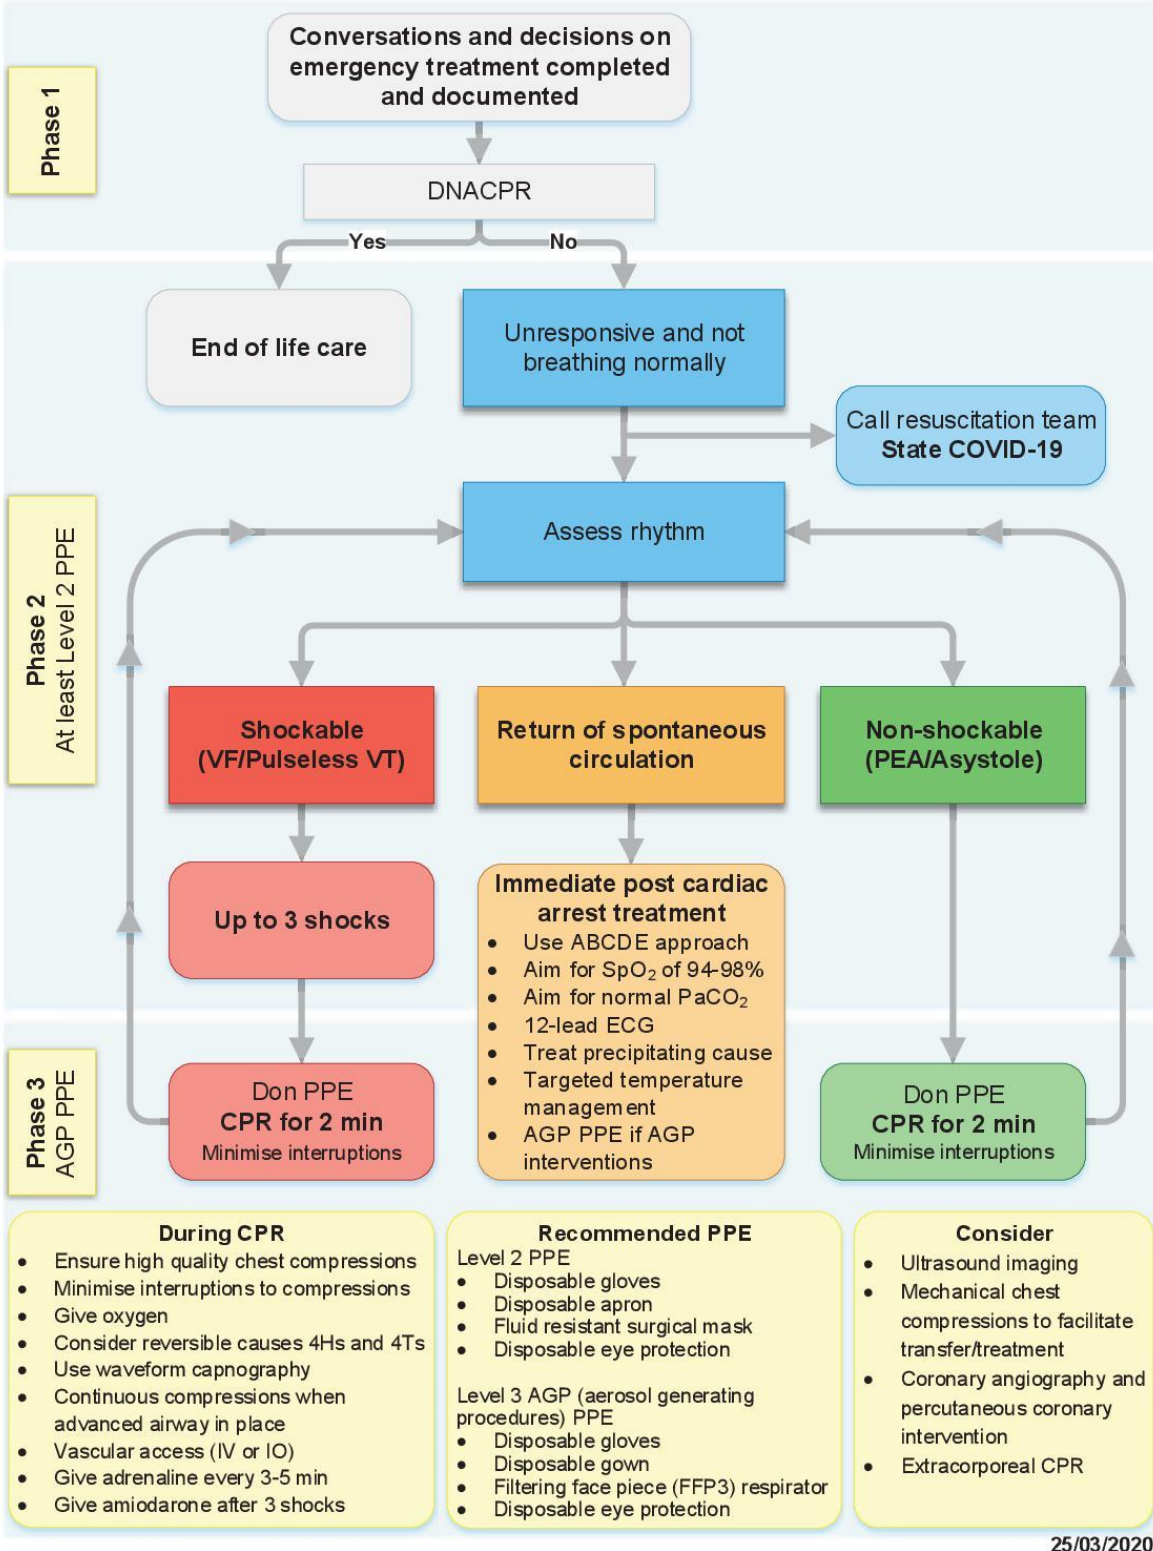 Conversations and decisions on
emergency treatment completed
and documented
Phase 1
DNACPR
Yes
No
End of life care
Unresponsive and not
breathing normally
Call resuscitation team
State COVID-19
Phase 2
At least Level 2 PPE
Assess rhythm
Shockable
(VF/Pulseless VT)
Return of spontaneous
circulation
Non-shockable
(PEA/Asystole)
Up to 3 shocks
Immediate post cardiac
arrest treatment
• Use ABCDE approach
• Aim for SpO₂ of 94-98%
• Aim for normal PaCO₂
• 12-lead ECG
• Treat precipitating cause
• Targeted temperature
management
• AGP PPE if AGP
interventions
Phase 3
AGP PPE
Don PPE
CPR for 2 min
Minimise interruptions
Don PPE
CPR for 2 min
Minimise interruptions
During CPR
• Ensure high quality chest compressions
• Minimise interruptions to compressions
• Give oxygen
• Consider reversible causes 4Hs and 4Ts
• Use waveform capnography
• Continuous compressions when
advanced airway in place
• Vascular access (IV or IO)
• Give adrenaline every 3-5 min
• Give amiodarone after 3 shocks
Recommended PPE
Level 2 PPE
• Disposable gloves
• Disposable apron
• Fluid resistant surgical mask
• Disposable eye protection
Level 3 AGP (aerosol generating
procedures) PPE
• Disposable gloves
• Disposable gown
• Filtering face piece (FFP3) respirator
• Disposable eye protection
Consider
• Ultrasound imaging
• Mechanical chest
compressions to facilitate
transfer/treatment
• Coronary angiography and
percutaneous coronary
intervention
• Extracorporeal CPR
25/03/2020